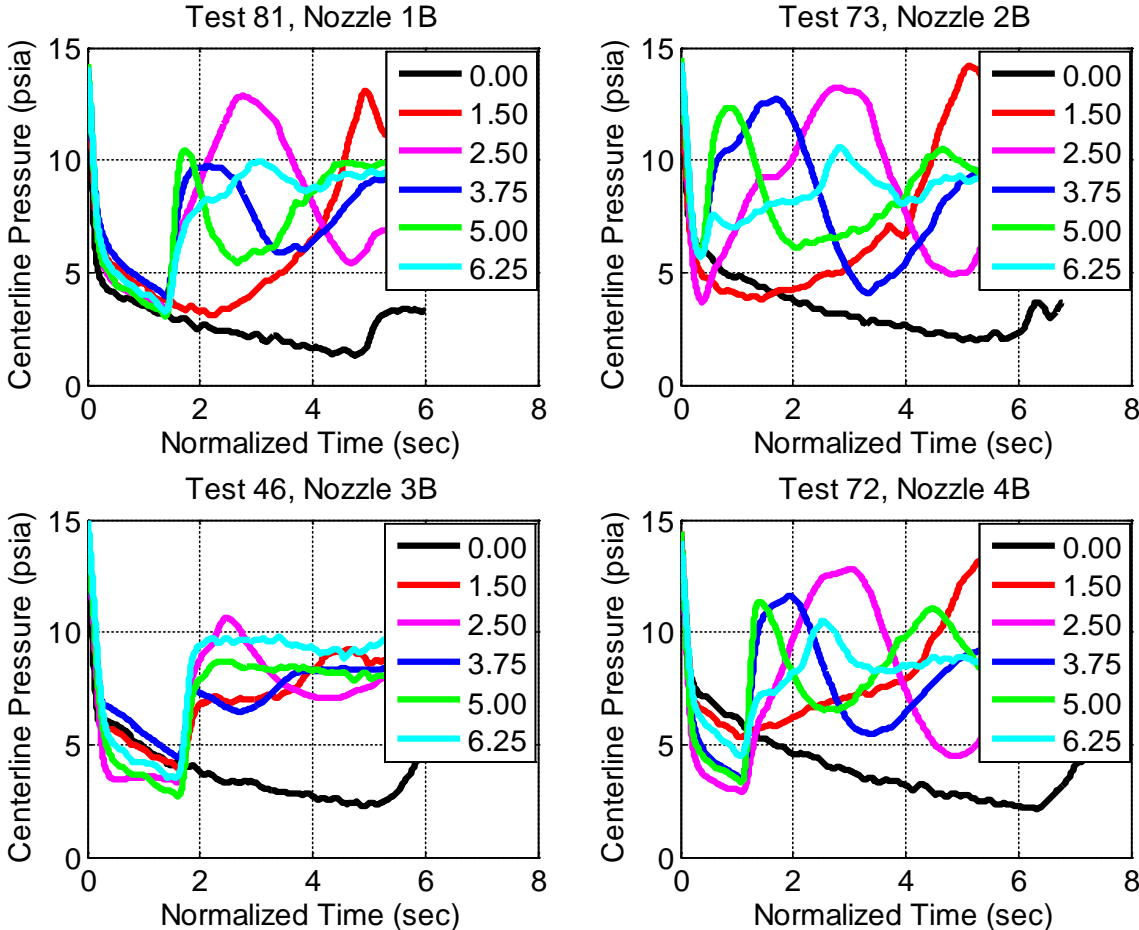 Test 81, Nozzle 1B
Centerline Pressure (psia)
15
10
5
0
0 2 4 6 8
Normalized Time (sec)
0.00
1.50
2.50
3.75
5.00
6.25
Test 73, Nozzle 2B
Centerline Pressure (psia)
15
10
5
0
0 2 4 6 8
Normalized Time (sec)
0.00
1.50
2.50
3.75
5.00
6.25
Test 46, Nozzle 3B
Centerline Pressure (psia)
15
10
5
0
0 2 4 6 8
Normalized Time (sec)
0.00
1.50
2.50
3.75
5.00
6.25
Test 72, Nozzle 4B
Centerline Pressure (psia)
15
10
5
0
0 2 4 6 8
Normalized Time (sec)
0.00
1.50
2.50
3.75
5.00
6.25